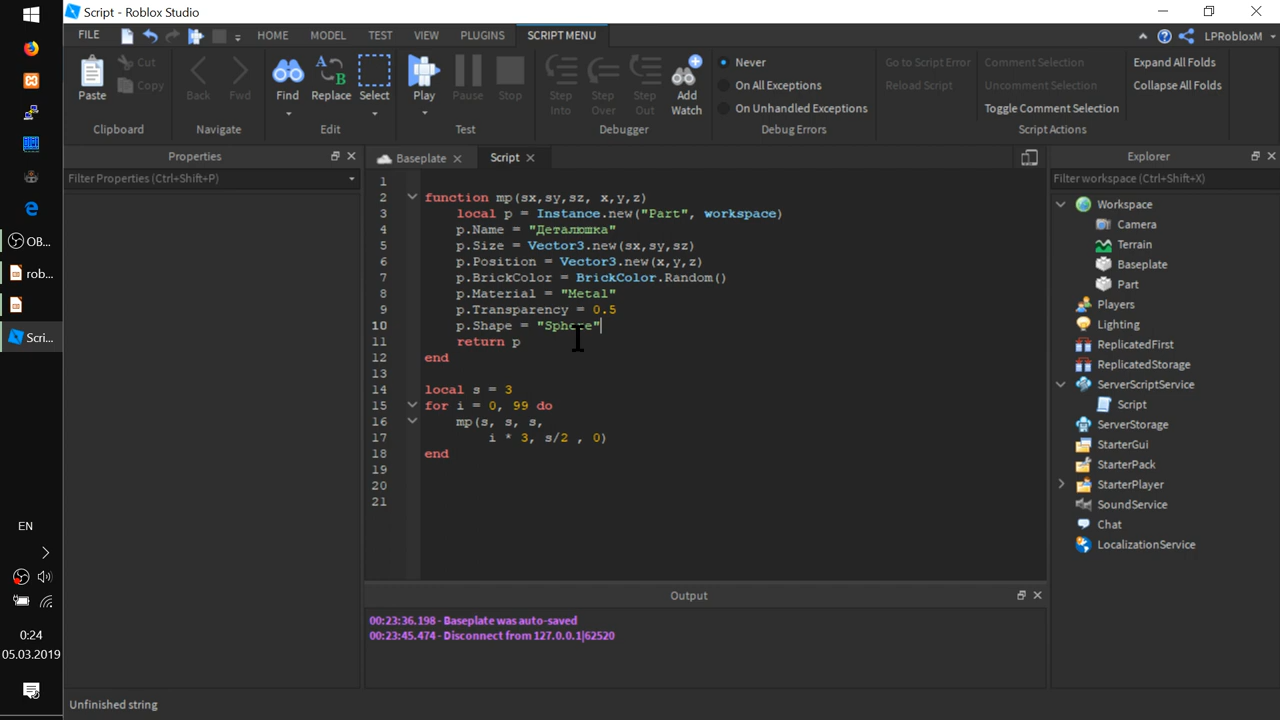 Script - Roblox Studio
FILE HOME MODEL TEST VIEW PLUGINS SCRIPT MENU LPRobloxM
Paste Cut Copy
Clipboard
Back Fwd
Navigate
Find Replace Select
Edit
Play Pause Stop
Test
Step Into Step Over Step Out Add Watch
Debugger
Never
On All Exceptions
On Unhandled Exceptions
Debug Errors
Go to Script Error
Reload Script
Comment Selection
Uncomment Selection
Toggle Comment Selection
Expand All Folds
Collapse All Folds
Script Actions
Properties
Filter Properties (Ctrl+Shift+P)
Baseplate Script
1
2 function mp(sx,sy,sz, x,y,z)
3 local p = Instance.new("Part", workspace)
4 p.Name = "Деталюшка"
5 p.Size = Vector3.new(sx,sy,sz)
6 p.Position = Vector3.new(x,y,z)
7 p.BrickColor = BrickColor.Random()
8 p.Material = "Metal"
9 p.Transparency = 0.5
10 p.Shape = "Sphere"
11 return p
12 end
13
14 local s = 3
15 for i = 0, 99 do
16 mp(s, s, s,
17 i * 3, s/2 , 0)
18 end
19
20
21
Output
00:23:36.198 - Baseplate was auto-saved
00:23:45.474 - Disconnect from 127.0.0.1|62520
Explorer
Filter workspace (Ctrl+Shift+X)
Workspace
Camera
Terrain
Baseplate
Part
Players
Lighting
ReplicatedFirst
ReplicatedStorage
ServerScriptService
Script
ServerStorage
StarterGui
StarterPack
StarterPlayer
SoundService
Chat
LocalizationService
OB...
rob...
Scri...
EN
0:24
05.03.2019
Unfinished string